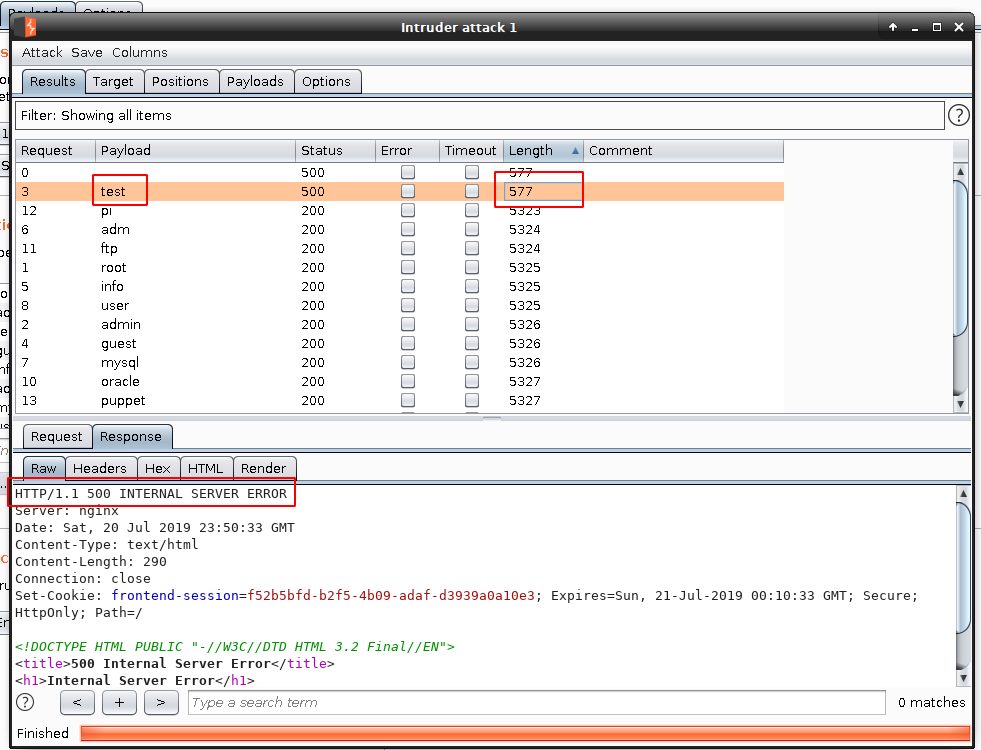 Payloads Options
Intruder attack 1
Attack Save Columns
Results Target Positions Payloads Options
Filter: Showing all items
?
Request Payload Status Error Timeout Length Comment
0 500 577
3 test 500 577
12 pi 200 5323
6 adm 200 5324
11 ftp 200 5324
1 root 200 5325
5 info 200 5325
8 user 200 5325
2 admin 200 5326
4 guest 200 5326
7 mysql 200 5326
10 oracle 200 5327
13 puppet 200 5327
Request Response
Raw Headers Hex HTML Render
HTTP/1.1 500 INTERNAL SERVER ERROR
Server: nginx
Date: Sat, 20 Jul 2019 23:50:33 GMT
Content-Type: text/html
Content-Length: 290
Connection: close
Set-Cookie: frontend-session=f52b5bfd-b2f5-4b09-adaf-d3939a0a10e3; Expires=Sun, 21-Jul-2019 00:10:33 GMT; Secure;
HttpOnly; Path=/
<!DOCTYPE HTML PUBLIC "-//W3C//DTD HTML 3.2 Final//EN">
<title>500 Internal Server Error</title>
<h1>Internal Server Error</h1>
? < + > Type a search term 0 matches
Finished